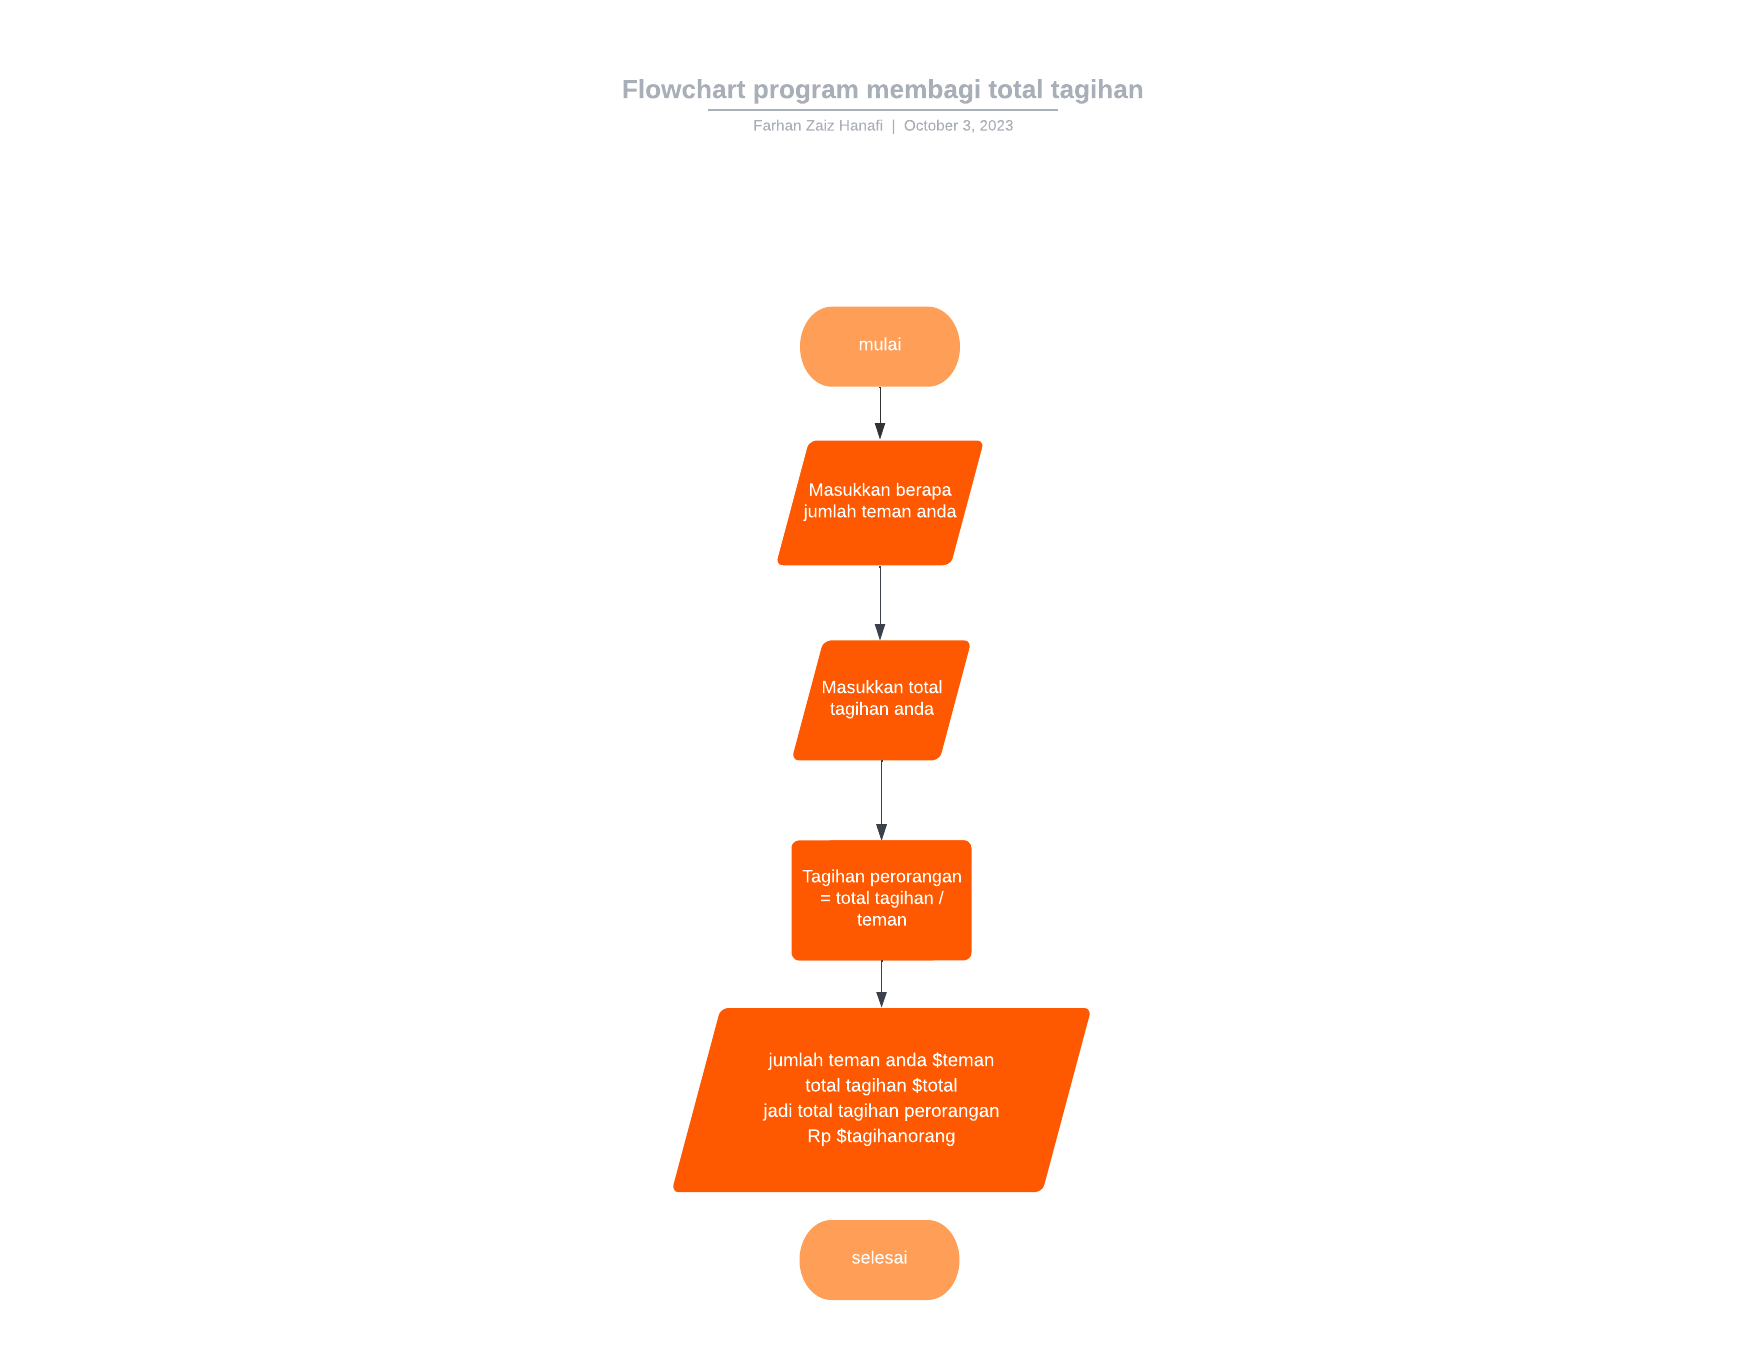 Flowchart program membagi total tagihan
Farhan Zaiz Hanafi | October 3, 2023
mulai
Masukkan berapa
jumlah teman anda
Masukkan total
tagihan anda
Tagihan perorangan
= total tagihan /
teman
jumlah teman anda $teman
total tagihan $total
jadi total tagihan perorangan
Rp $tagihanorang
selesai